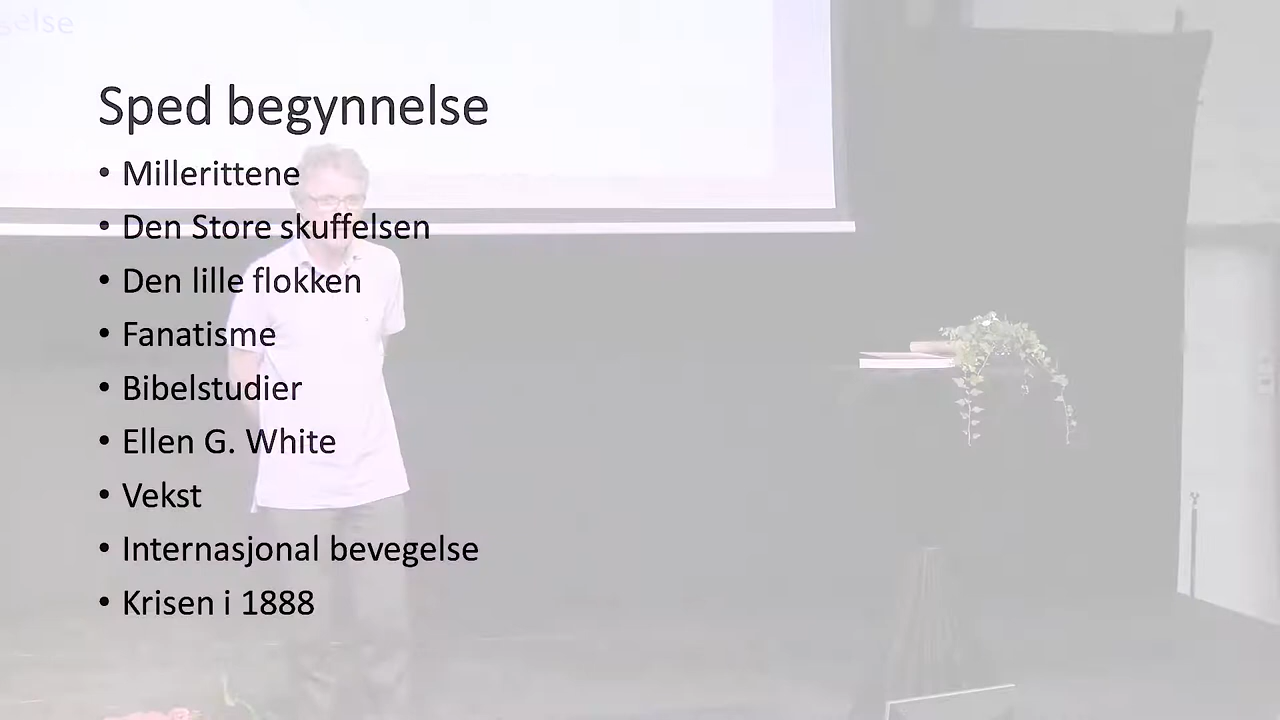 Sped begynnelse
• Millerittene
• Den Store skuffelsen
• Den lille flokken
• Fanatisme
• Bibelstudier
• Ellen G. White
• Vekst
• Internasjonal bevegelse
• Krisen i 1888